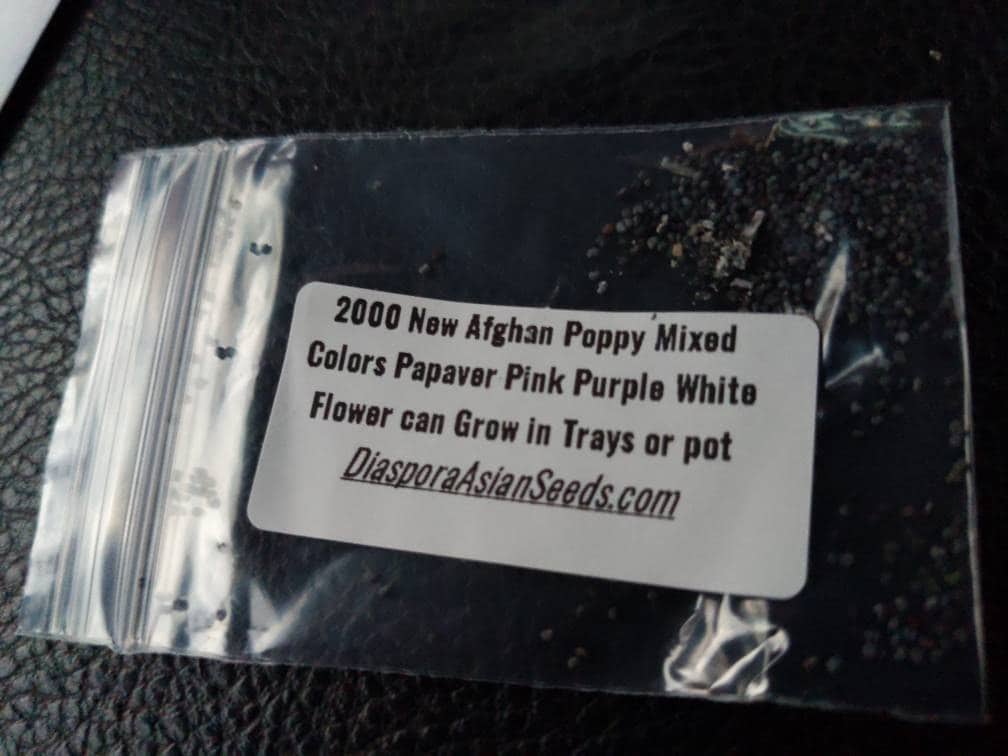 2000 New Afghan Poppy Mixed
Colors Papaver Pink Purple White
Flower can Grow in Trays or pot
DiasporaAsianSeeds.com